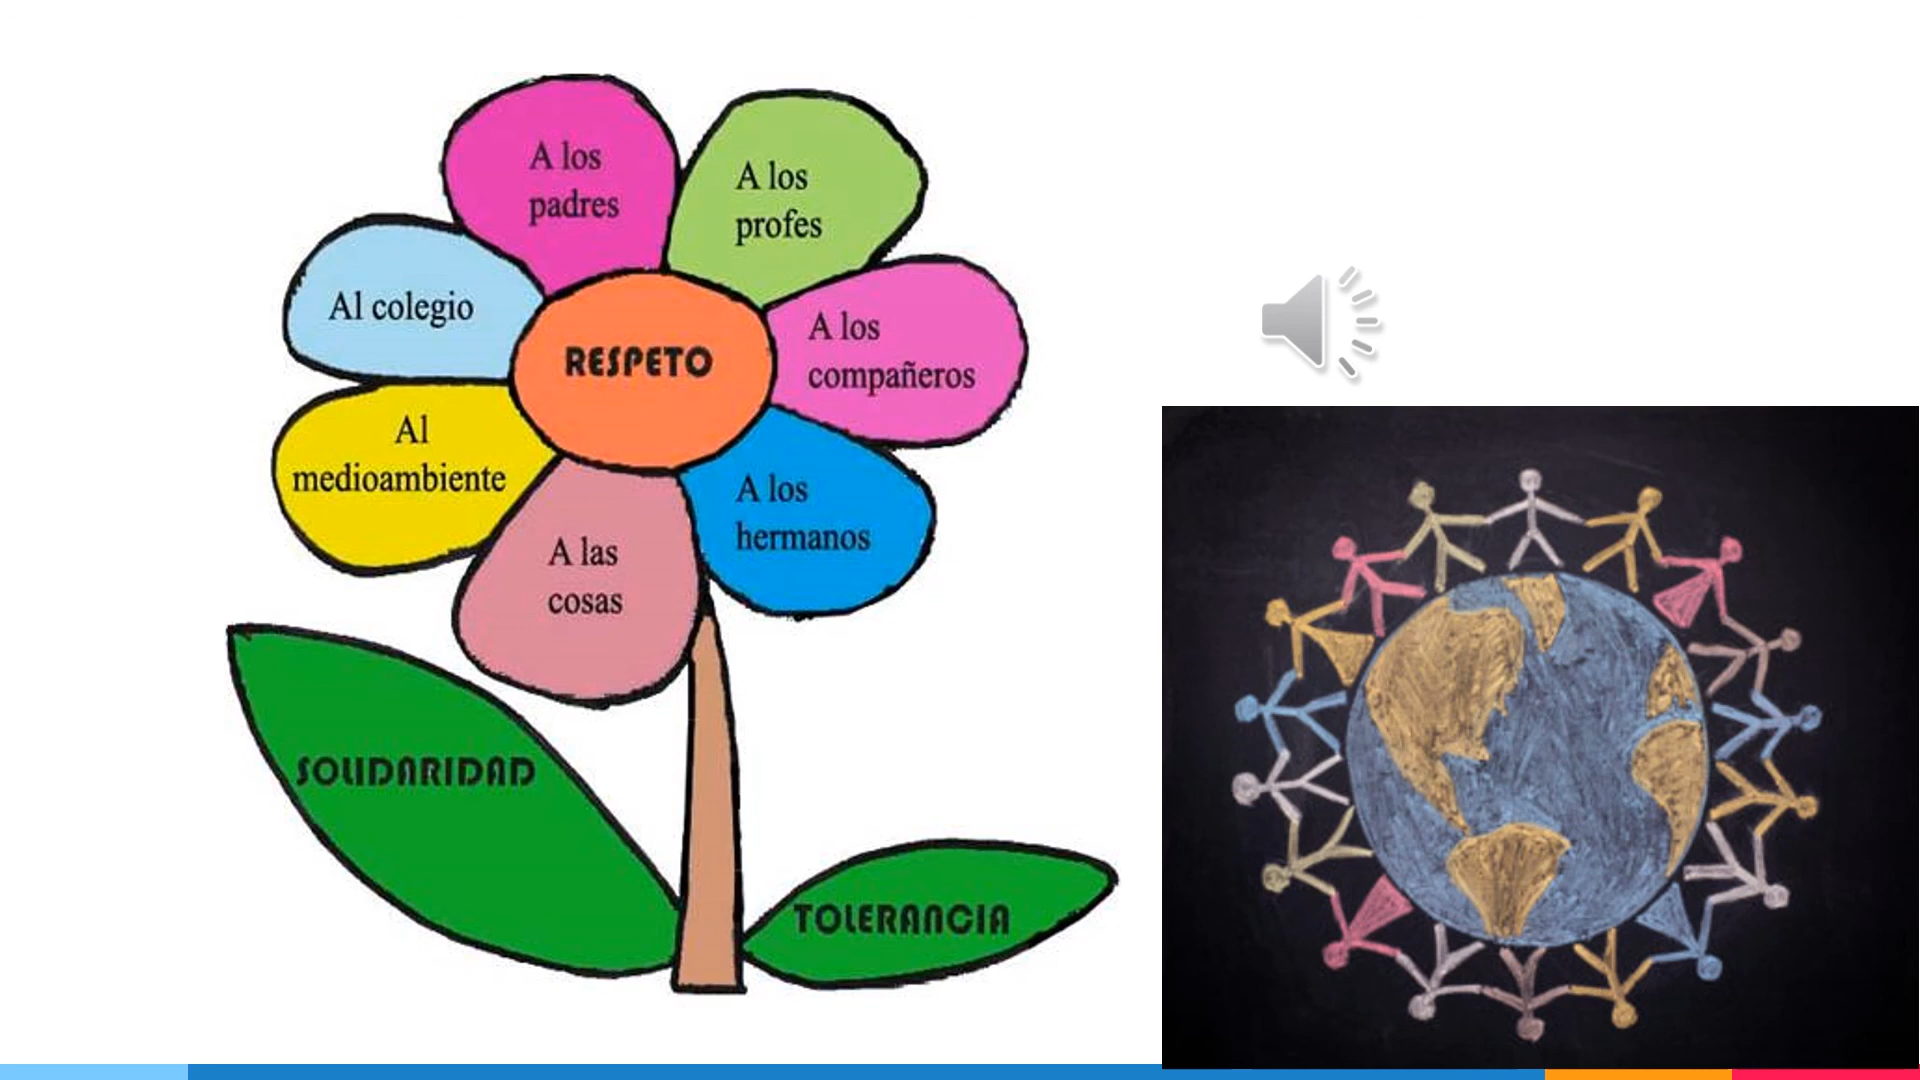 A los
padres
A los
profes
Al colegio
A los
compañeros
RESPETO
Al
medioambiente
A los
hermanos
A las
cosas
SOLIDARIDAD
TOLERANCIA